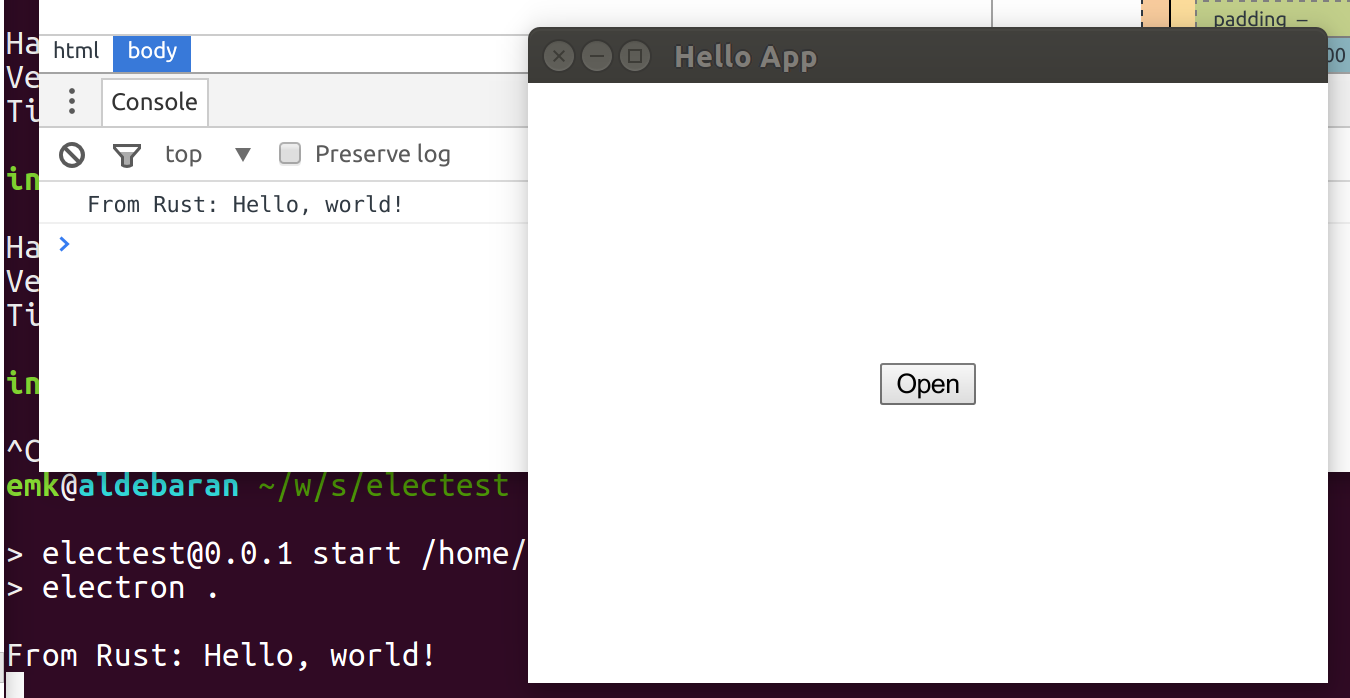 padding –
Ha
html body
Hello App
00
Ve
Ti
Console
top ▼ Preserve log
in
From Rust: Hello, world!
>
Ha
Ve
Ti
in
Open
^C
emk@aldebaran ~/w/s/electest
> electest@0.0.1 start /home/
> electron .
From Rust: Hello, world!